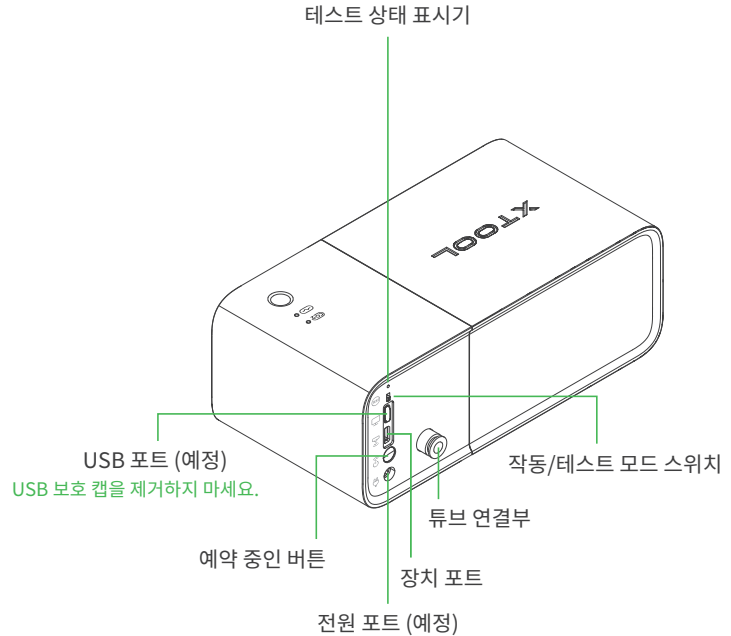 테스트 상태 표시기
XTOOL
USB 포트 (예정)
USB 보호 캡을 제거하지 마세요.
작동/테스트 모드 스위치
튜브 연결부
예약 중인 버튼
장치 포트
전원 포트 (예정)